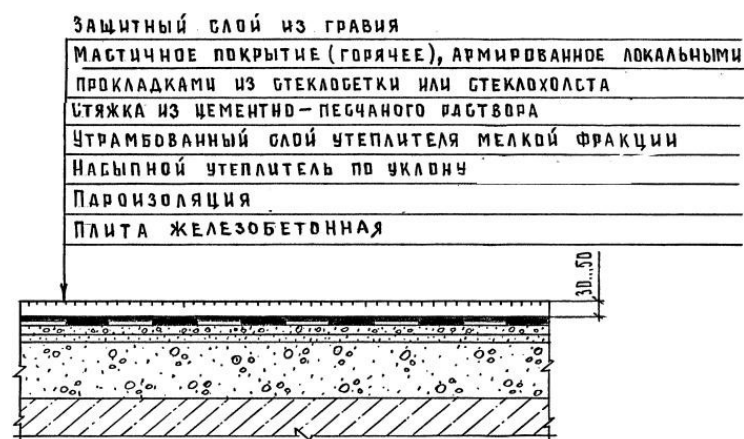 Защитный слой из гравия
Мастичное покрытие (горячее), армированное локальными
прокладками из стеклосетки или стеклохолста
Стяжка из цементно-песчаного раствора
Утрамбованный слой утеплителя мелкой фракции
Насыпной утеплитель по уклону
Пароизоляция
Плита железобетонная
30...50